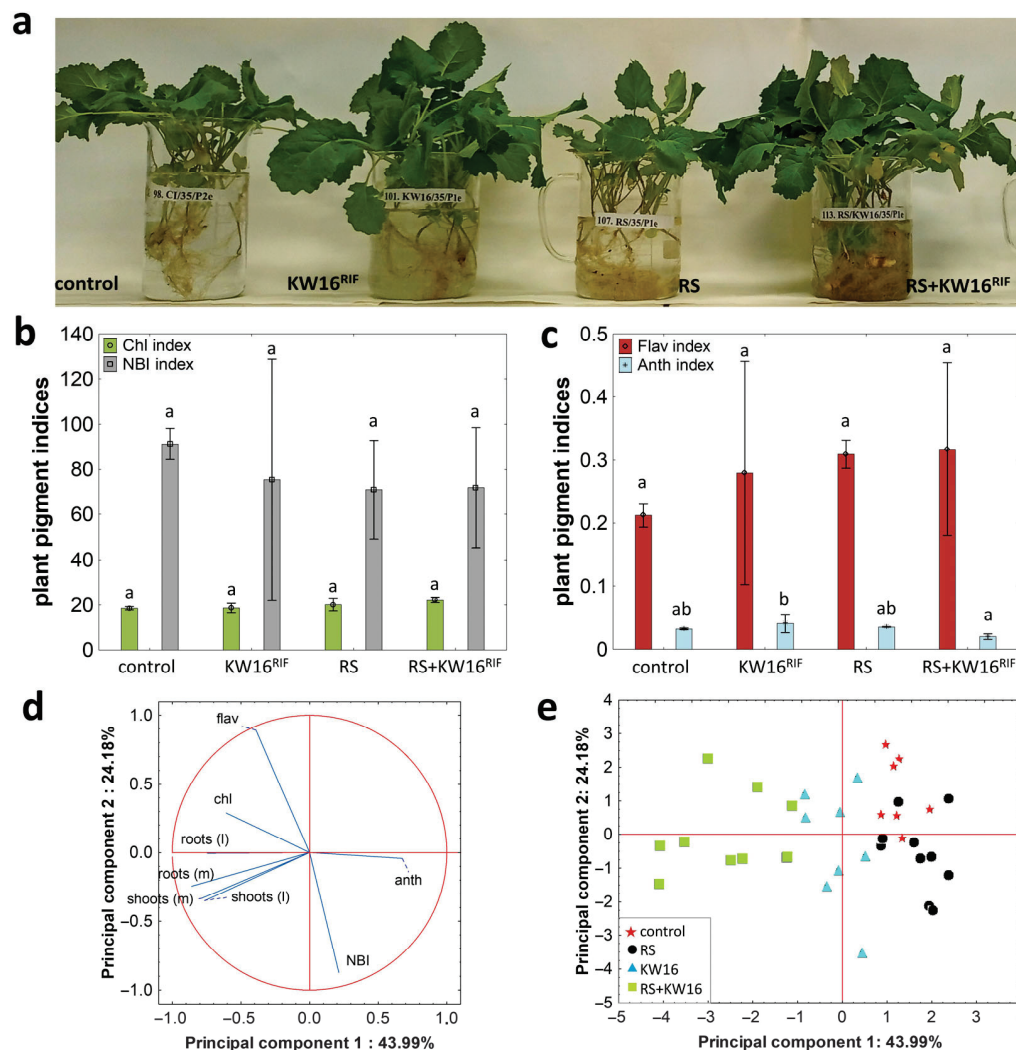 a
98. CI/35/P2e
101. KW16/35/P1e
107. RS/35/P1e
113. RS/KW16/35/P1e
control
KW16RIF
RS
RS+KW16RIF
b
Chl index
NBI index
plant pigment indices
140
120
100
80
60
40
20
0
a
a
a
a
a
a
a
a
control
KW16RIF
RS
RS+KW16RIF
c
Flav index
Anth index
plant pigment indices
0.5
0.4
0.3
0.2
0.1
0
a
ab
a
b
a
ab
a
a
control
KW16RIF
RS
RS+KW16RIF
d
Principal component 2 : 24.18%
1.0
0.5
0.0
−0.5
−1.0
flav
chl
roots (l)
roots (m)
shoots (m)
shoots (l)
anth
NBI
−1.0
−0.5
0.0
0.5
1.0
Principal component 1 : 43.99%
e
Principal component 2: 24.18%
4
3
2
1
0
−1
−2
−3
−4
−5
control
RS
KW16
RS+KW16
−5
−4
−3
−2
−1
0
1
2
3
Principal component 1: 43.99%